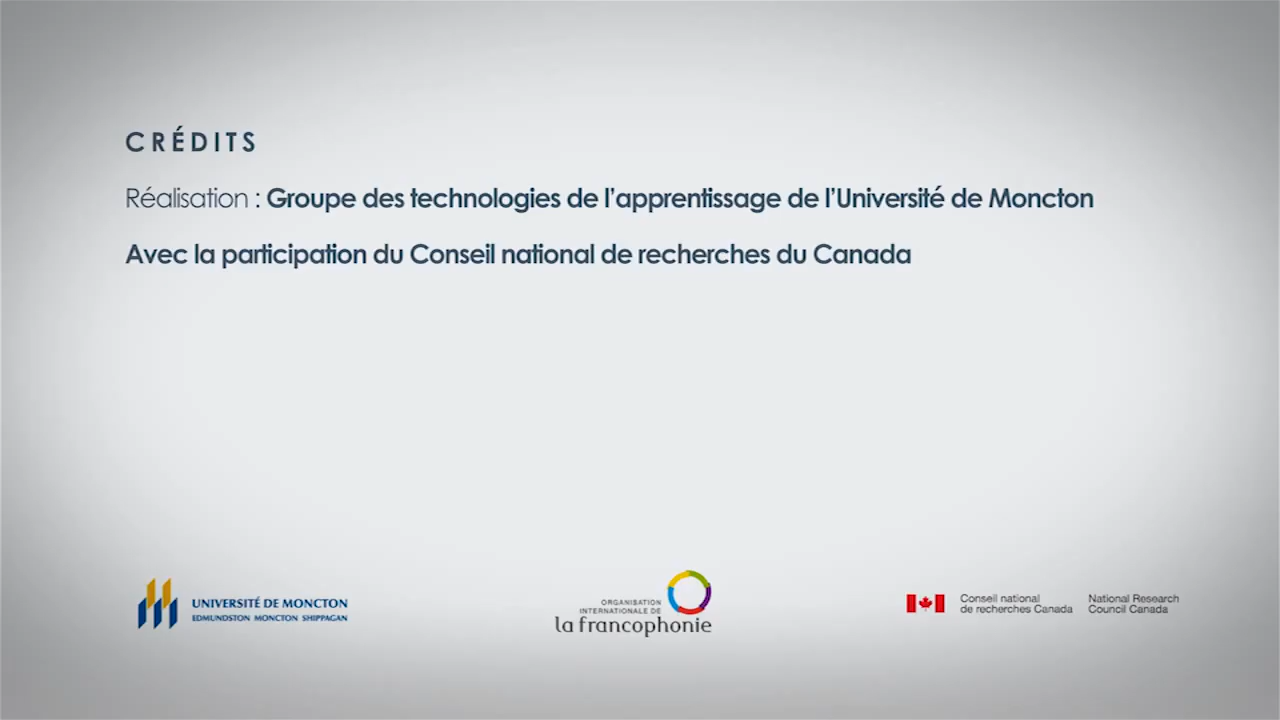 CRÉDITS
Réalisation : Groupe des technologies de l’apprentissage de l’Université de Moncton
Avec la participation du Conseil national de recherches du Canada
UNIVERSITÉ DE MONCTON
EDMUNDSTON MONCTON SHIPPAGAN
ORGANISATION
INTERNATIONALE DE
la francophonie
Conseil national
de recherches Canada
National Research
Council Canada